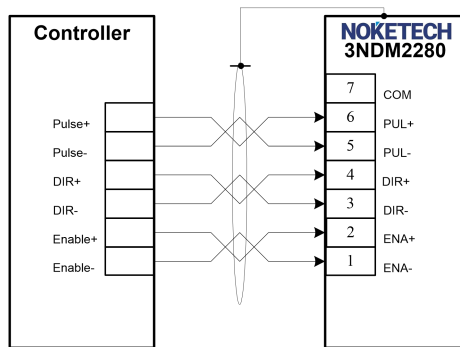 Controller
Pulse+
Pulse-
DIR+
DIR-
Enable+
Enable-
NOKETECH
3NDM2280
7 COM
6 PUL+
5 PUL-
4 DIR+
3 DIR-
2 ENA+
1 ENA-